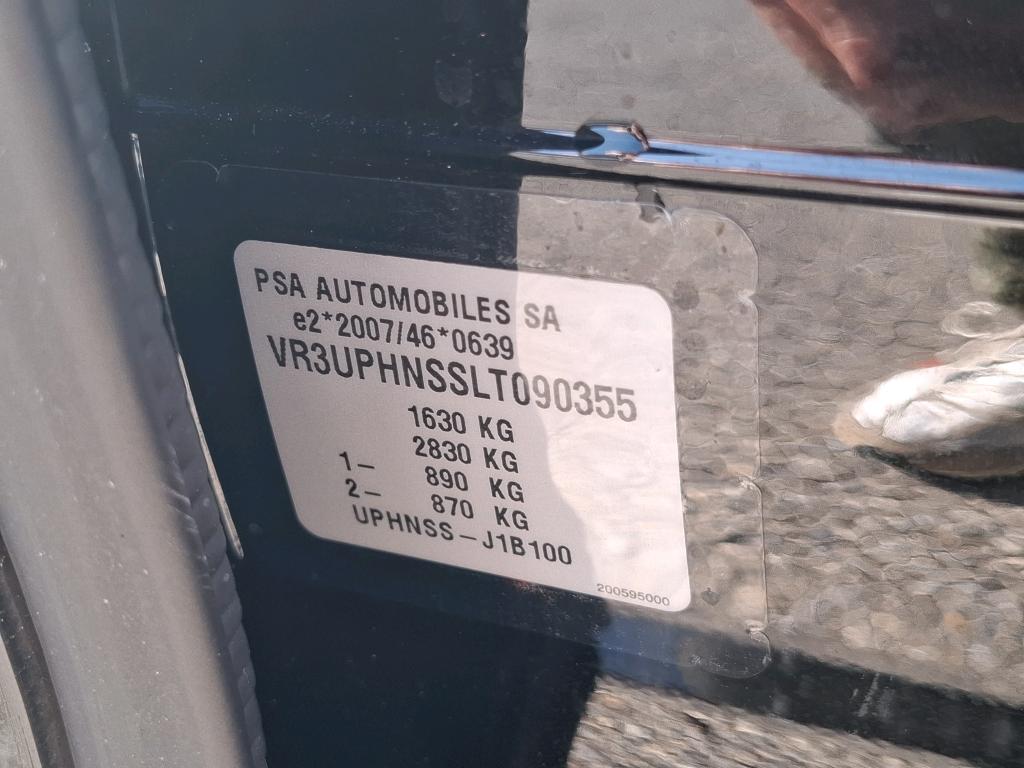 PSA AUTOMOBILES SA
e2*2007/46*0639
VR3UPHNSSLT090355
1630 KG
2830 KG
1– 890 KG
2– 870 KG
UPHNSS–J1B100
200595000